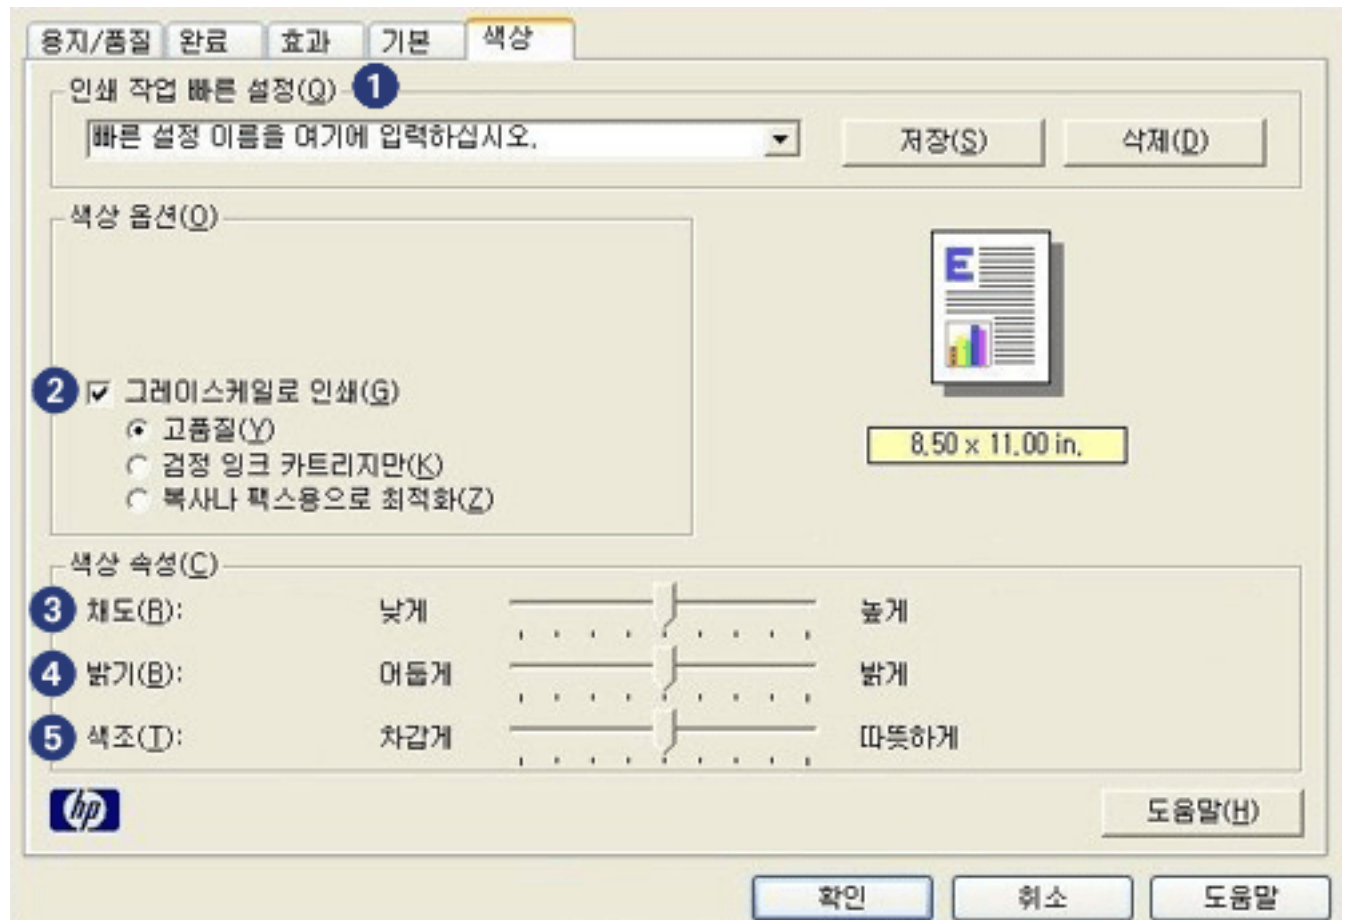 용지/품질 완료 효과 기본 색상
인쇄 작업 빠른 설정(Q) 1
빠른 설정 이름을 여기에 입력하십시오. 저장(S) 삭제(D)
색상 옵션(O)
E
2 그레이스케일로 인쇄(G)
고품질(Y)
8.50 x 11.00 in.
검정 잉크 카트리지만(K)
복사나 팩스용으로 최적화(Z)
색상 속성(C)
3 채도(R): 낮게 높게
4 밝기(B): 어둡게 밝게
5 색조(T): 차갑게 따뜻하게
hp 도움말(H)
확인 취소 도움말